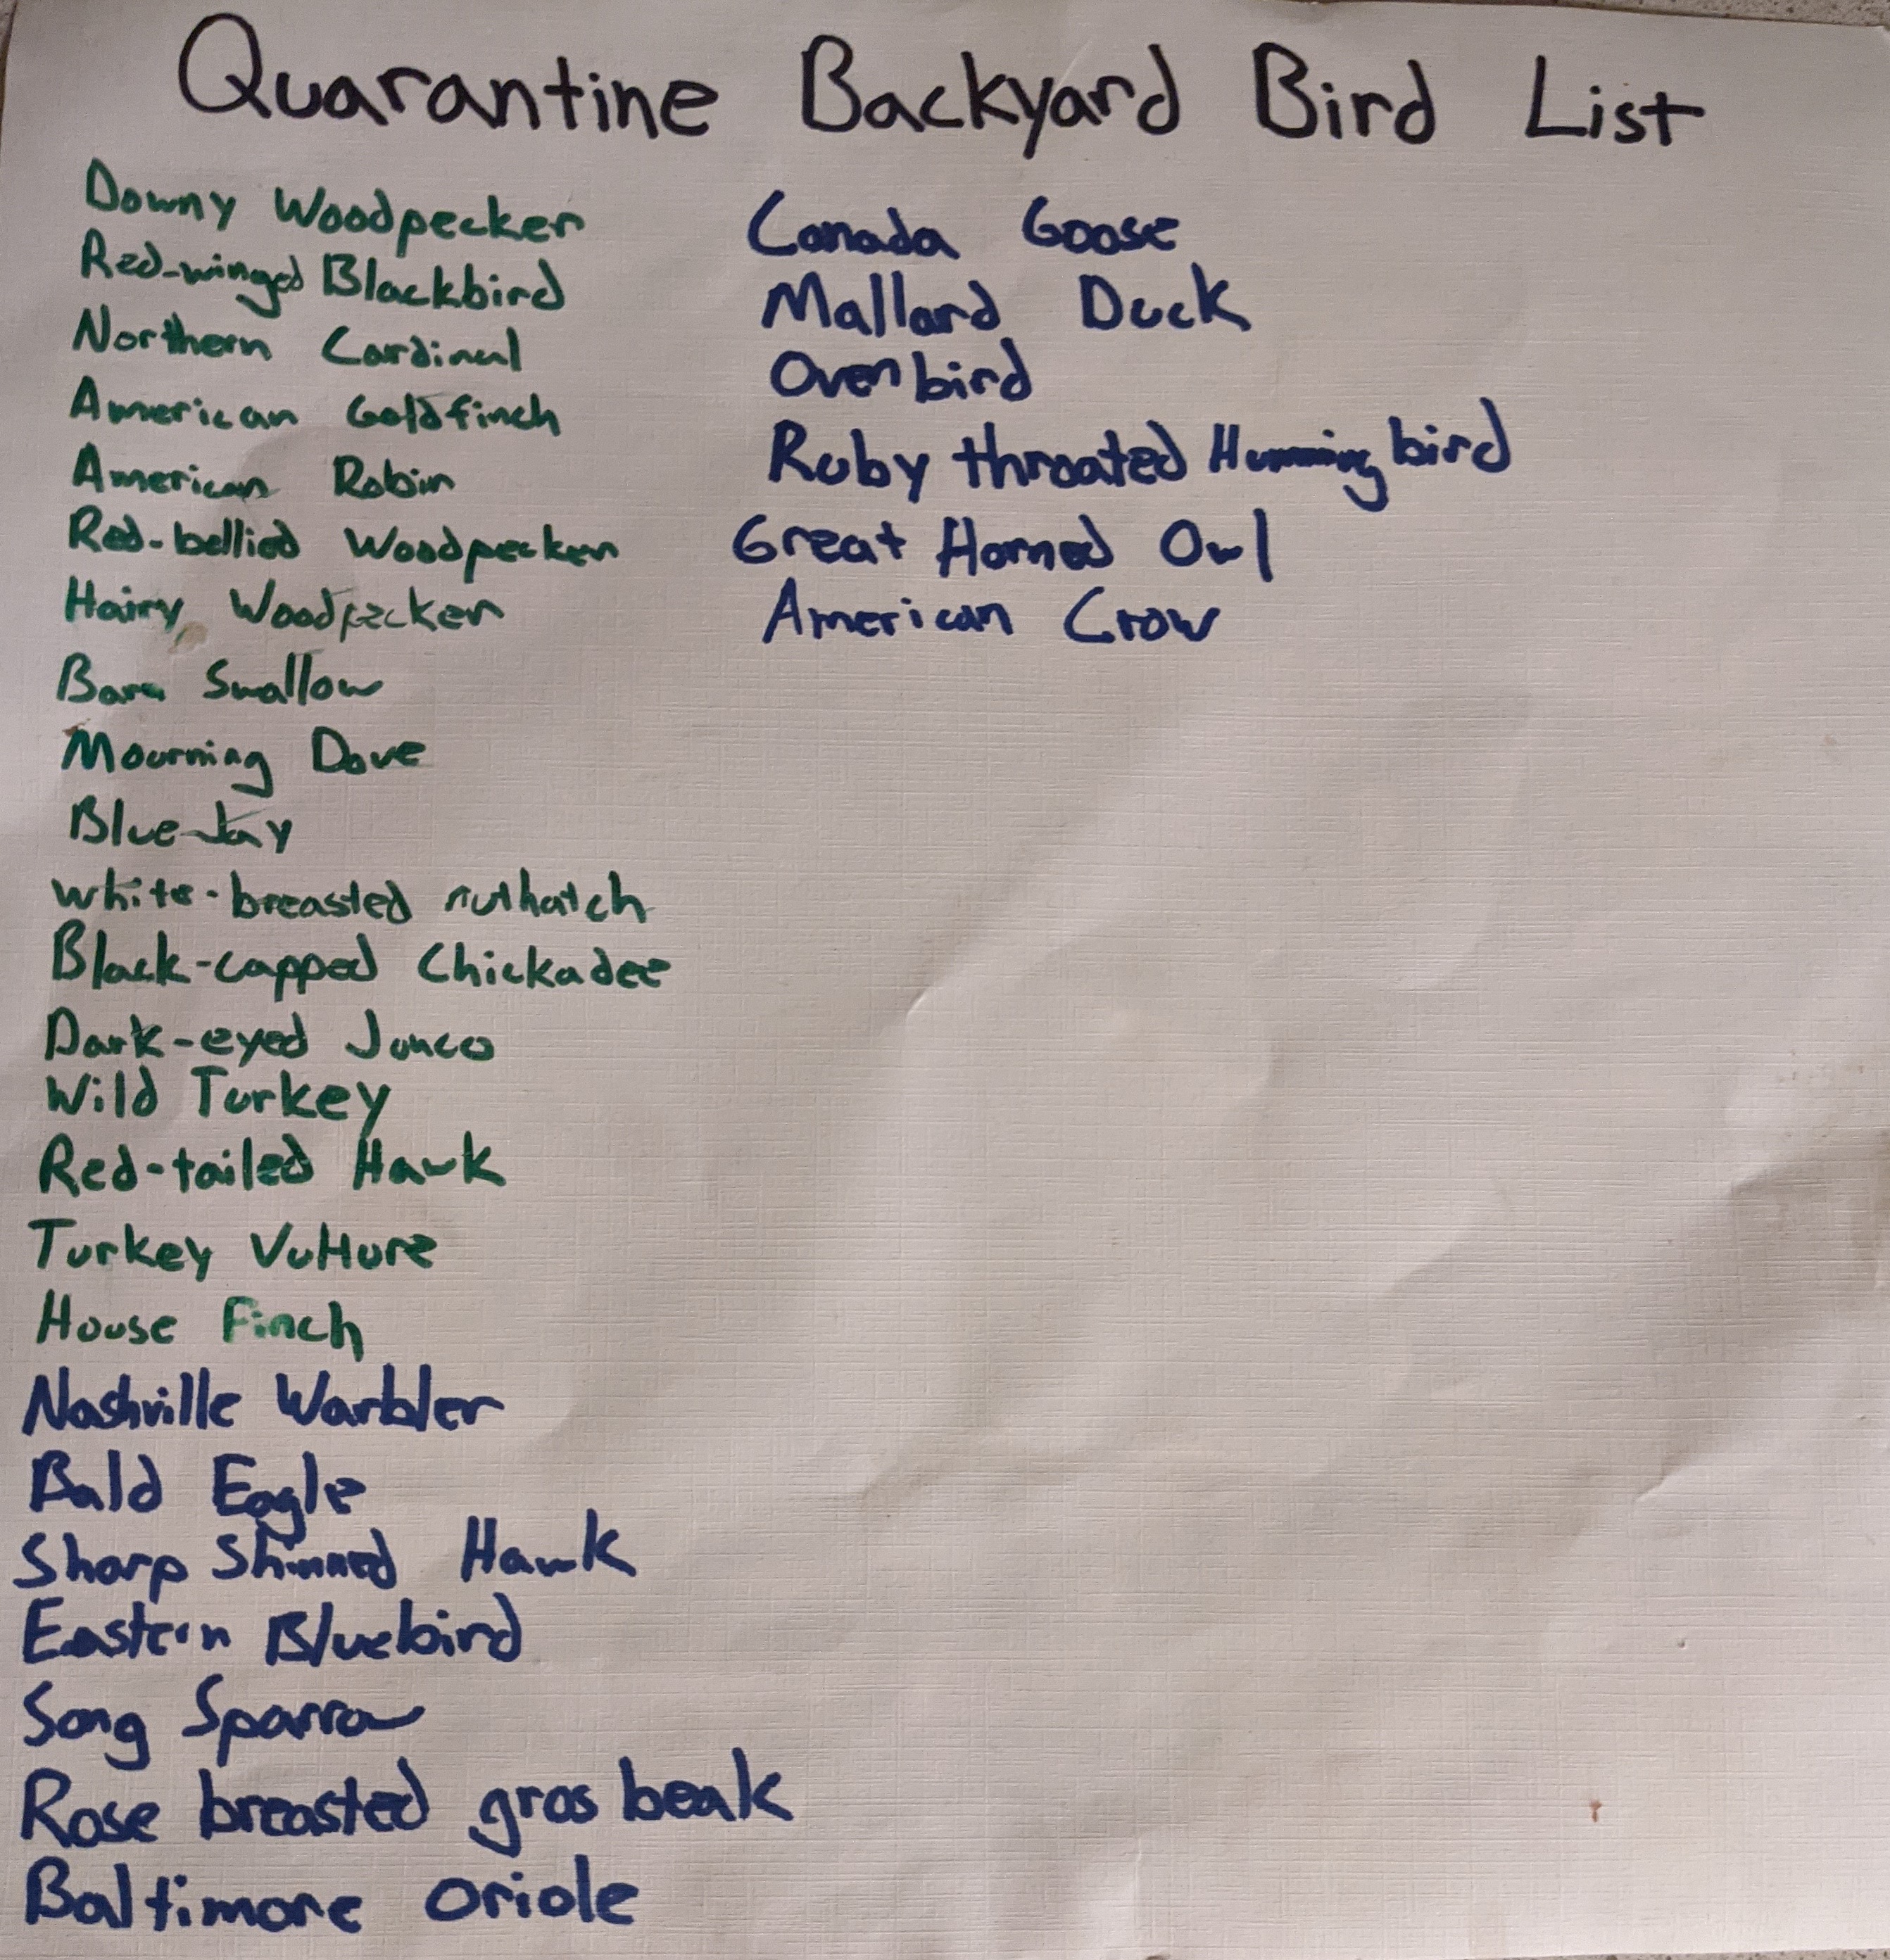 Quarantine Backyard Bird List
Downy Woodpecker
Red-winged Blackbird
Northern Cardinal
American Goldfinch
American Robin
Red-bellied Woodpecker
Hairy Woodpecker
Barn Swallow
Mourning Dove
Blue Jay
White-breasted nuthatch
Black-capped Chickadee
Dark-eyed Junco
Wild Turkey
Red-tailed Hawk
Turkey Vulture
House Finch
Nashville Warbler
Bald Eagle
Sharp Shinned Hawk
Eastern Bluebird
Song Sparrow
Rose breasted gros beak
Baltimore Oriole
Canada Goose
Mallard Duck
Ovenbird
Ruby throated Hummingbird
Great Horned Owl
American Crow